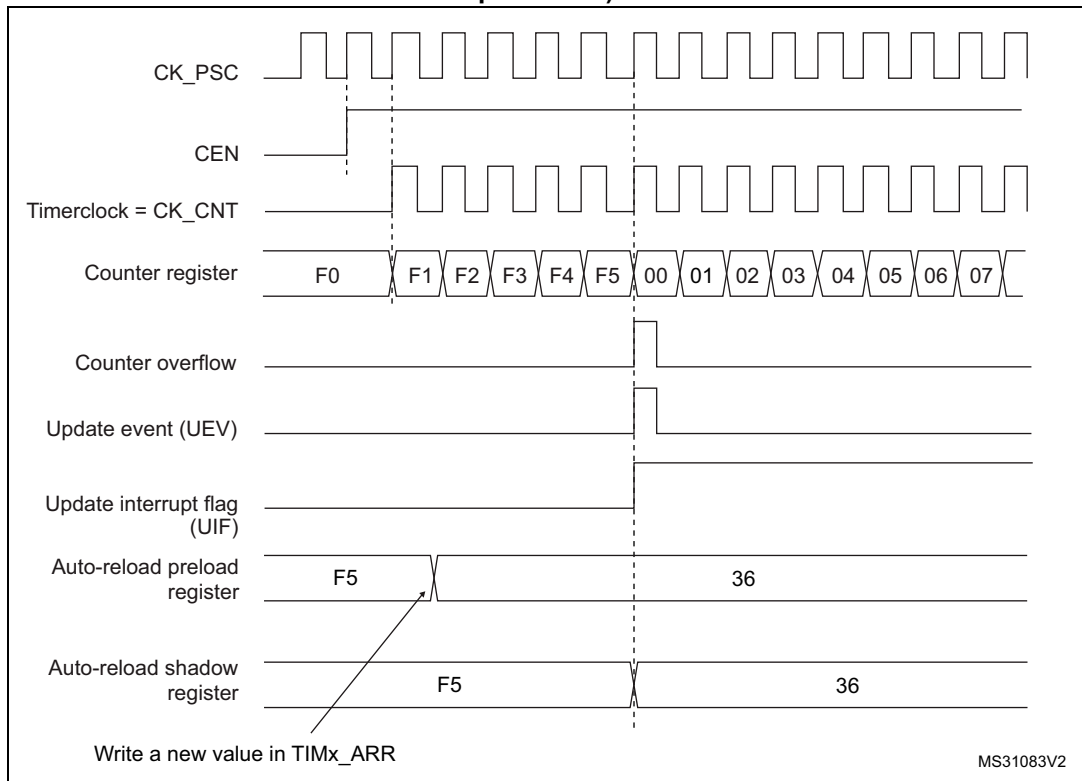 CK_PSC
CEN
Timerclock = CK_CNT
Counter register F0 F1 F2 F3 F4 F5 00 01 02 03 04 05 06 07
Counter overflow
Update event (UEV)
Update interrupt flag
(UIF)
Auto-reload preload
register
F5 36
Auto-reload shadow
register
F5 36
Write a new value in TIMx_ARR
MS31083V2